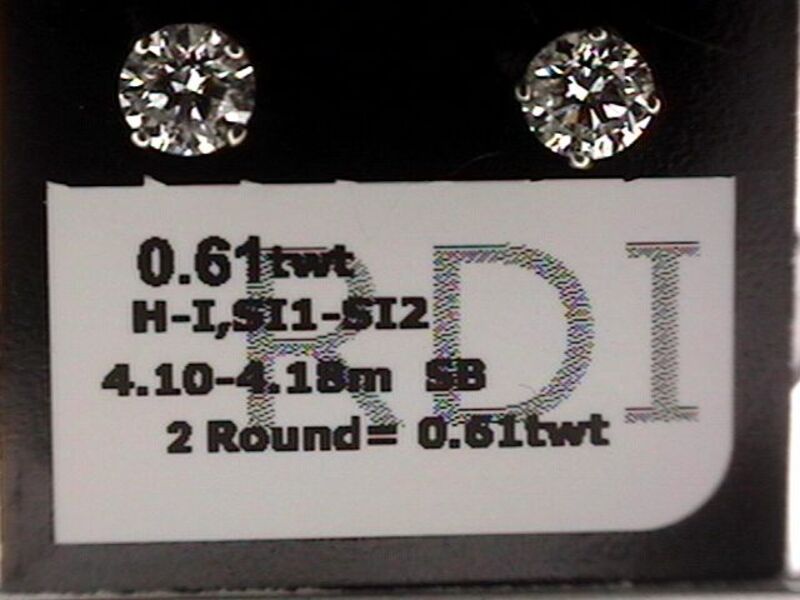 0.61twt
H-I,SI1-SI2
4.10-4.18m SB
2 Round= 0.61twt
RDI